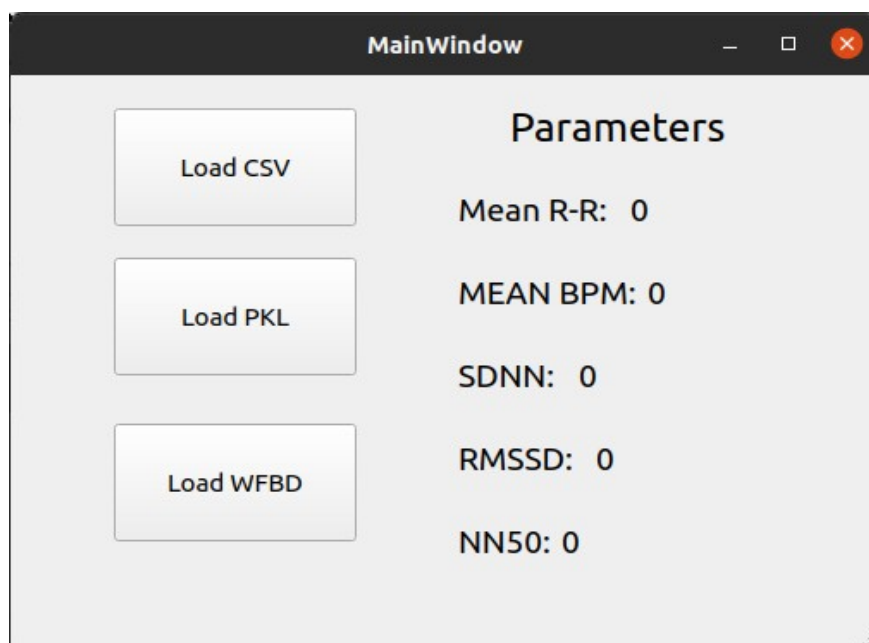 MainWindow
Load CSV
Load PKL
Load WFBD
Parameters
Mean R-R: 0
MEAN BPM: 0
SDNN: 0
RMSSD: 0
NN50: 0